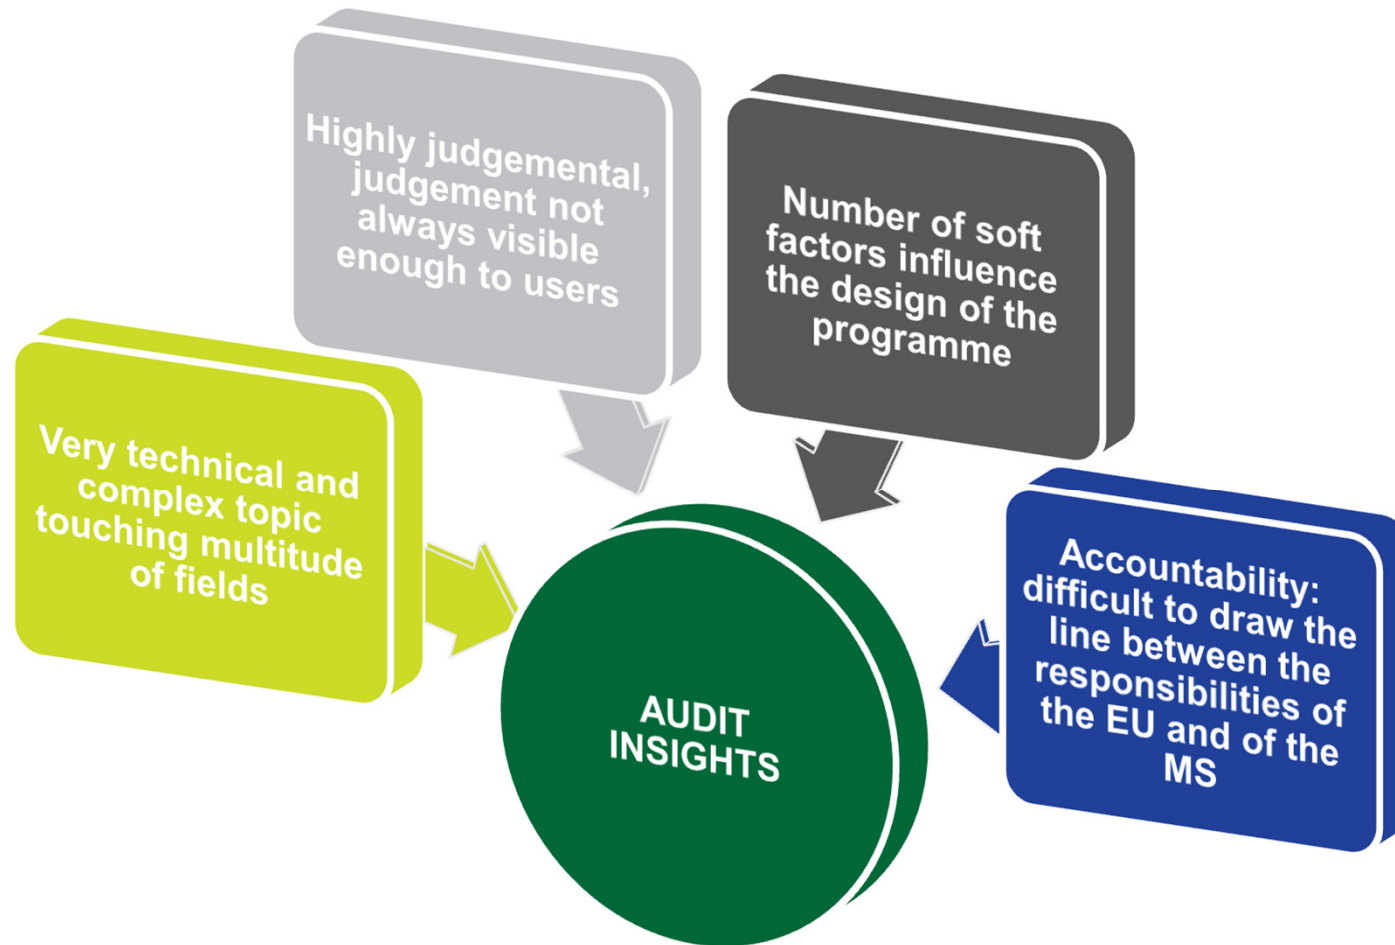 Highly judgemental,
judgement not
always visible
enough to users
Number of soft
factors influence
the design of the
programme
Very technical and
complex topic
touching multitude
of fields
Accountability:
difficult to draw the
line between the
responsibilities of
the EU and of the
MS
AUDIT
INSIGHTS